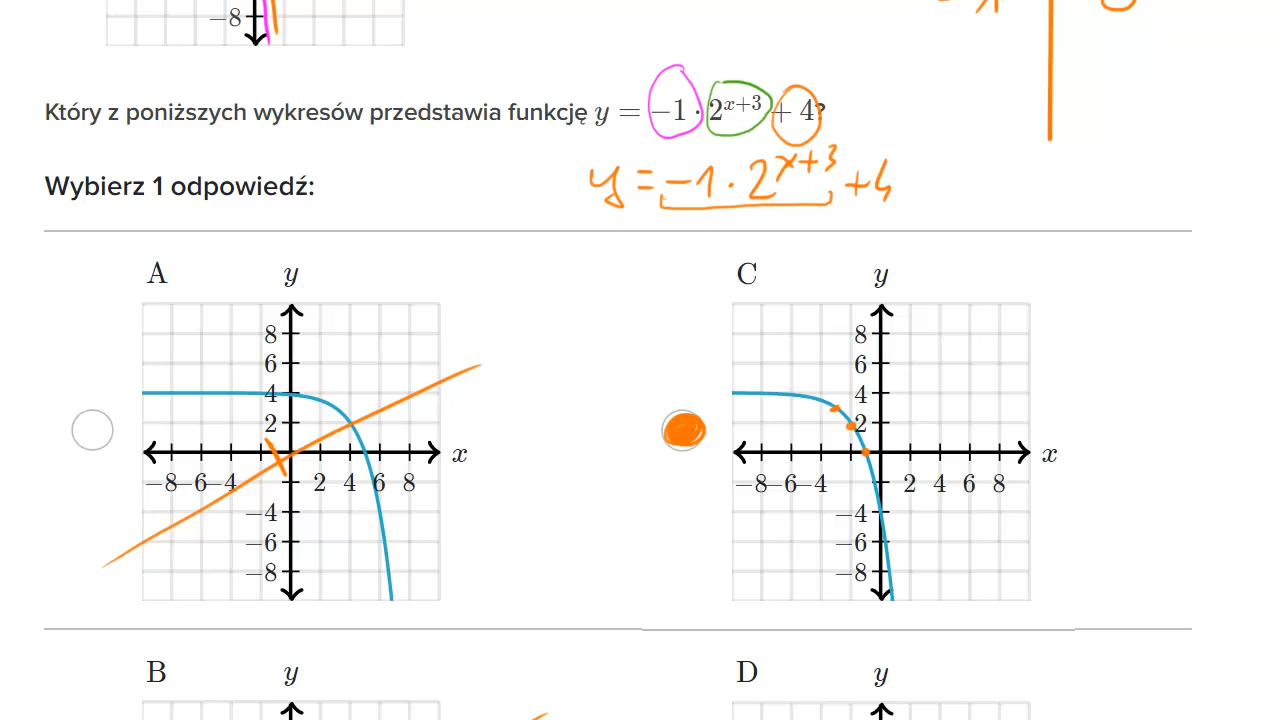 −8
Który z poniższych wykresów przedstawia funkcję y = −1 · 2^{x+3} + 4?
y = −1 · 2^{x+3} + 4
Wybierz 1 odpowiedź:
A
y
8
6
4
2
x
−8 −6 −4 2 4 6 8
−4
−6
−8
C
y
8
6
4
2
x
−8 −6 −4 2 4 6 8
−4
−6
−8
B
y
D
y